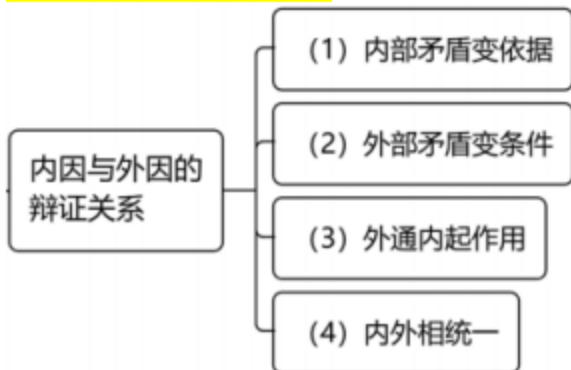 内因与外因的
辩证关系
（1）内部矛盾变依据
（2）外部矛盾变条件
（3）外通内起作用
（4）内外相统一